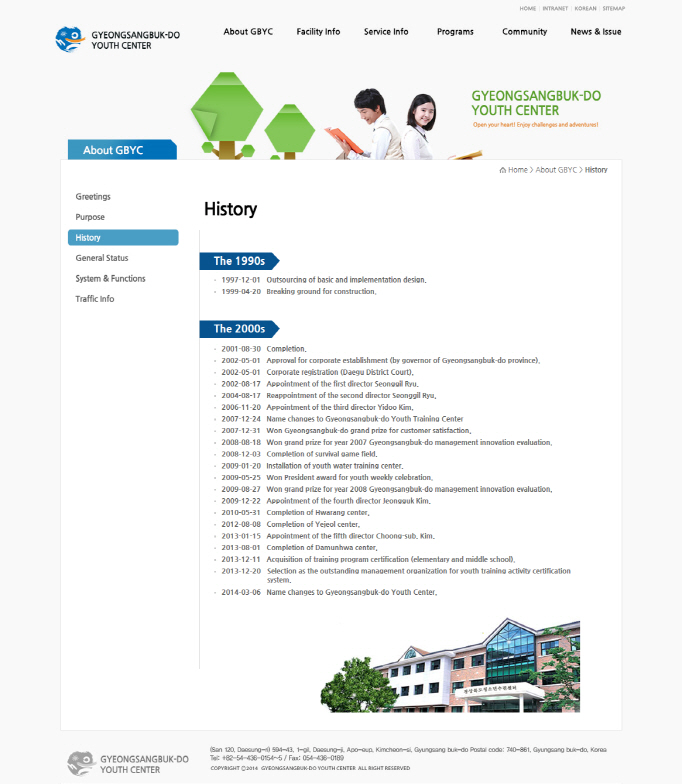 HOME | INTRANET | KOREAN | SITEMAP
GYEONGSANGBUK-DO
YOUTH CENTER
About GBYC Facility Info Service Info Programs Community News & Issue
GYEONGSANGBUK-DO
YOUTH CENTER
Open your heart! Enjoy challenges and adventures!
About GBYC
Home > About GBYC > History
Greetings
Purpose
History
General Status
System & Functions
Traffic Info
History
The 1990s
- 1997-12-01 Outsourcing of basic and implementation design.
- 1999-04-20 Breaking ground for construction.
The 2000s
- 2001-08-30 Completion.
- 2002-05-01 Approval for corporate establishment (by governor of Gyeongsangbuk-do province).
- 2002-05-01 Corporate registration (Daegu District Court).
- 2002-08-17 Appointment of the first director Seonggil Ryu.
- 2004-08-17 Reappointment of the second director Seonggil Ryu.
- 2006-11-20 Appointment of the third director Yidoo Kim.
- 2007-12-24 Name changes to Gyeongsangbuk-do Youth Training Center
- 2007-12-31 Won Gyeongsangbuk-do grand prize for customer satisfaction.
- 2008-08-18 Won grand prize for year 2007 Gyeongsangbuk-do management innovation evaluation.
- 2008-12-03 Completion of survival game field.
- 2009-01-20 Installation of youth water training center.
- 2009-05-25 Won President award for youth weekly celebration.
- 2009-08-27 Won grand prize for year 2008 Gyeongsangbuk-do management innovation evaluation.
- 2009-12-22 Appointment of the fourth director Jeongguk Kim.
- 2010-05-31 Completion of Hwarang center.
- 2012-08-08 Completion of Yejeol center.
- 2013-01-15 Appointment of the fifth director Choong-sub. Kim.
- 2013-08-01 Completion of Damunhwa center.
- 2013-12-11 Acquisition of training program certification (elementary and middle school).
- 2013-12-20 Selection as the outstanding management organization for youth training activity certification
system.
- 2014-03-06 Name changes to Gyeongsangbuk-do Youth Center.
GYEONGSANGBUK-DO
YOUTH CENTER
(San 120, Daesung-ri) 594-43, 1-gil, Daesung-ji, Apo-eup, Kimcheon-si, Gyungsang buk-do Postal code: 740-861, Gyungsang buk-do, Korea
Tel: +82-54-436-0154~5 / Fax: 054-436-0189
COPYRIGHT ©2014 GYEONGSANGBUK-DO YOUTH CENTER ALL RIGHT RESERVED